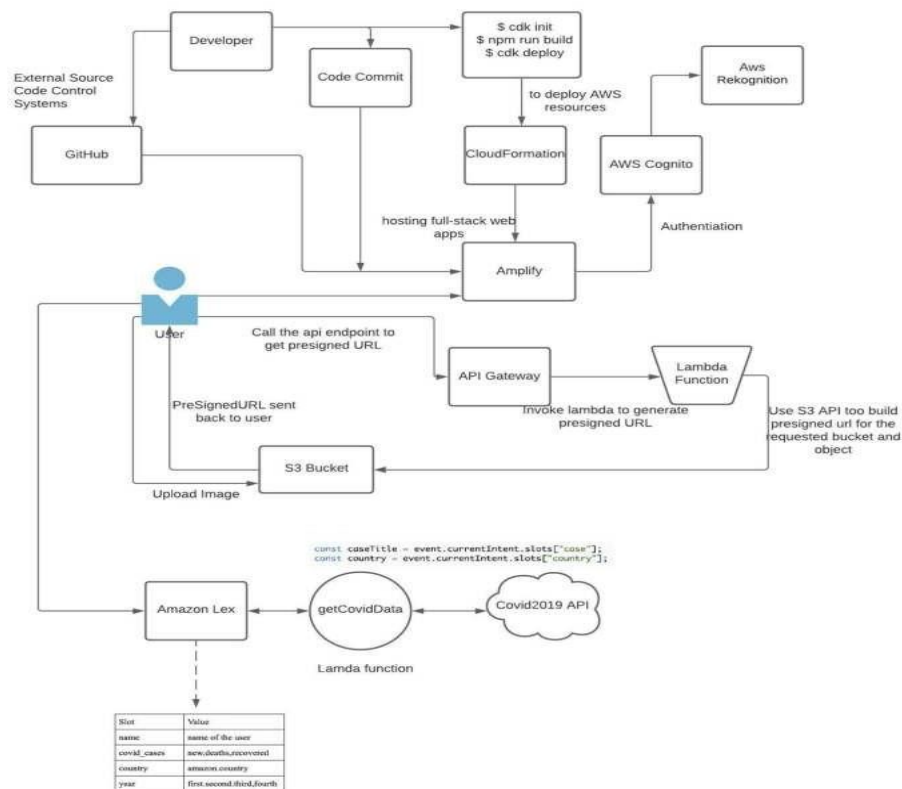 Developer
$ cdk init
$ npm run build
$ cdk deploy
Aws
Rekognition
External Source
Code Control
Systems
Code Commit
to deploy AWS
resources
GitHub
CloudFormation
AWS Cognito
hosting full-stack web
apps
Authentiation
Amplify
User
Call the api endpoint to
get presigned URL
API Gateway
Lambda
Function
Invoke lambda to generate
presigned URL
PreSignedURL sent
back to user
Use S3 API too build
presigned url for the
requested bucket and
object
S3 Bucket
Upload Image
const caseTitle = event.currentIntent.slots["case"];
const country = event.currentIntent.slots["country"];
Amazon Lex
getCovidData
Covid2019 API
Lamda function
Slot Value
name name of the user
covid_cases new,deaths,recovered
country amazon.country
year first.second.third,fourth